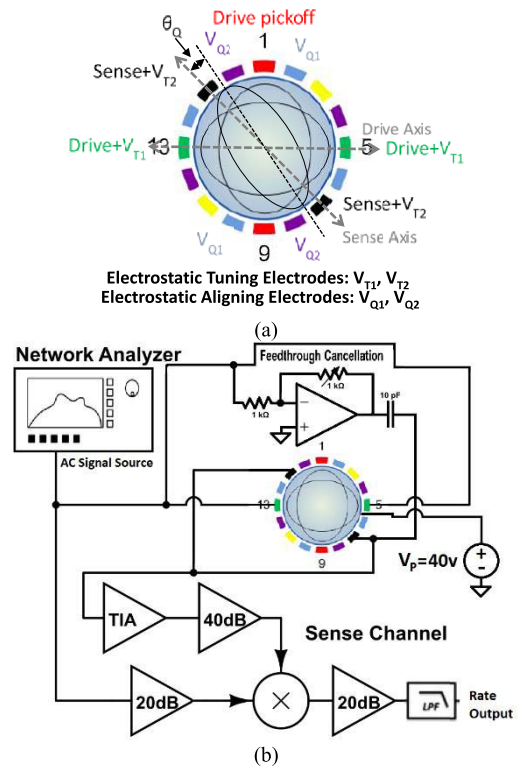 θQ
VQ2
Drive pickoff
1
VQ1
Sense+VT2
Drive+VT1
13
5
Drive Axis
Drive+VT1
Sense+VT2
Sense Axis
VQ1
9
VQ2
Electrostatic Tuning Electrodes: VT1, VT2
Electrostatic Aligning Electrodes: VQ1, VQ2
(a)
Network Analyzer
Feedthrough Cancellation
1 kΩ
1 kΩ
10 pF
−
+
AC Signal Source
1
13
5
9
VP=40v
+
-
TIA
40dB
Sense Channel
20dB
×
20dB
LPF
Rate
Output
(b)